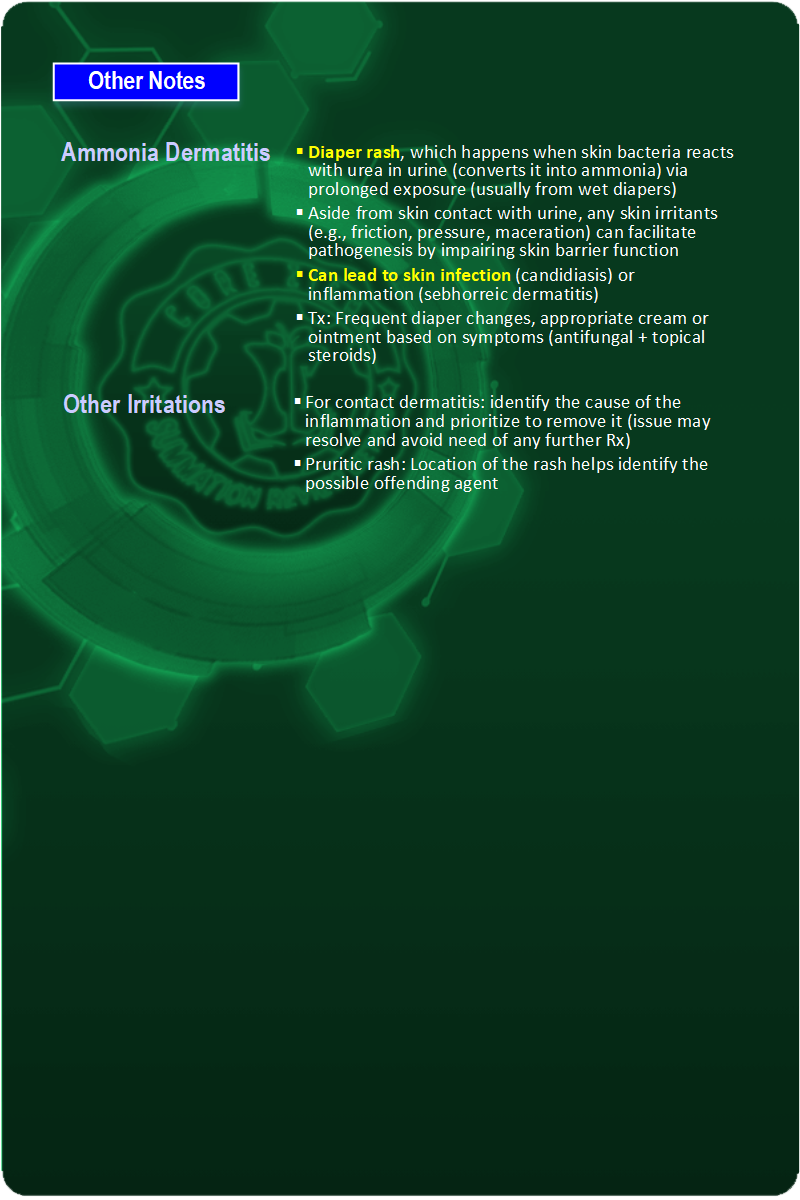 Other Notes
Ammonia Dermatitis
▪ Diaper rash, which happens when skin bacteria reacts
with urea in urine (converts it into ammonia) via
prolonged exposure (usually from wet diapers)
▪ Aside from skin contact with urine, any skin irritants
(e.g., friction, pressure, maceration) can facilitate
pathogenesis by impairing skin barrier function
▪ Can lead to skin infection (candidiasis) or
inflammation (sebhorreic dermatitis)
▪ Tx: Frequent diaper changes, appropriate cream or
ointment based on symptoms (antifungal + topical
steroids)
Other Irritations
▪ For contact dermatitis: identify the cause of the
inflammation and prioritize to remove it (issue may
resolve and avoid need of any further Rx)
▪ Pruritic rash: Location of the rash helps identify the
possible offending agent
CORE